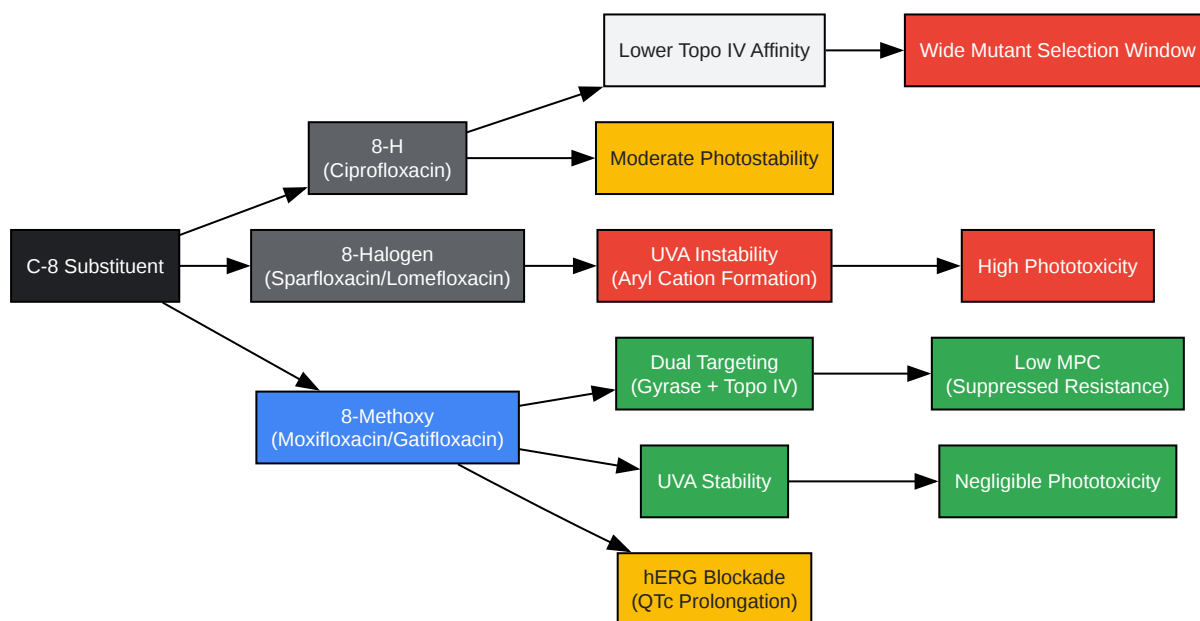 C-8 Substituent
8-H
(Ciprofloxacin)
Lower Topo IV Affinity
Wide Mutant Selection Window
Moderate Photostability
8-Halogen
(Sparfloxacin/Lomefloxacin)
UVA Instability
(Aryl Cation Formation)
High Phototoxicity
8-Methoxy
(Moxifloxacin/Gatifloxacin)
Dual Targeting
(Gyrase + Topo IV)
Low MPC
(Suppressed Resistance)
UVA Stability
Negligible Phototoxicity
hERG Blockade
(QTc Prolongation)